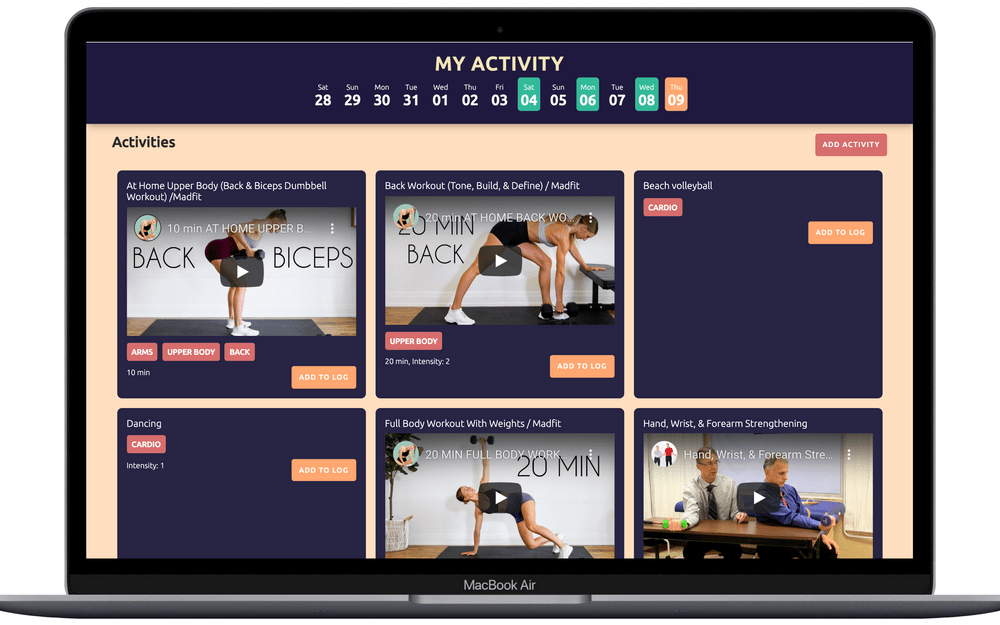 MY ACTIVITY
Sat Sun Mon Tue Wed Thu Fri Sat Sun Mon Tue Wed Thu
28 29 30 31 01 02 03 04 05 06 07 08 09
Activities
ADD ACTIVITY
At Home Upper Body (Back & Biceps Dumbbell
Workout) /Madfit
10 min AT HOME UPPER B...
BACK BICEPS
ARMS UPPER BODY BACK
10 min
ADD TO LOG
Back Workout (Tone, Build, & Define) / Madfit
20 min AT HOME BACK WO...
20 MIN
BACK
UPPER BODY
20 min, Intensity: 2
ADD TO LOG
Beach volleyball
CARDIO
ADD TO LOG
Dancing
CARDIO
Intensity: 1
ADD TO LOG
Full Body Workout With Weights / Madfit
20 MIN FULL BODY WORK...
20 MIN
Hand, Wrist, & Forearm Strengthening
Hand, Wrist, & Forearm Stre...
MacBook Air